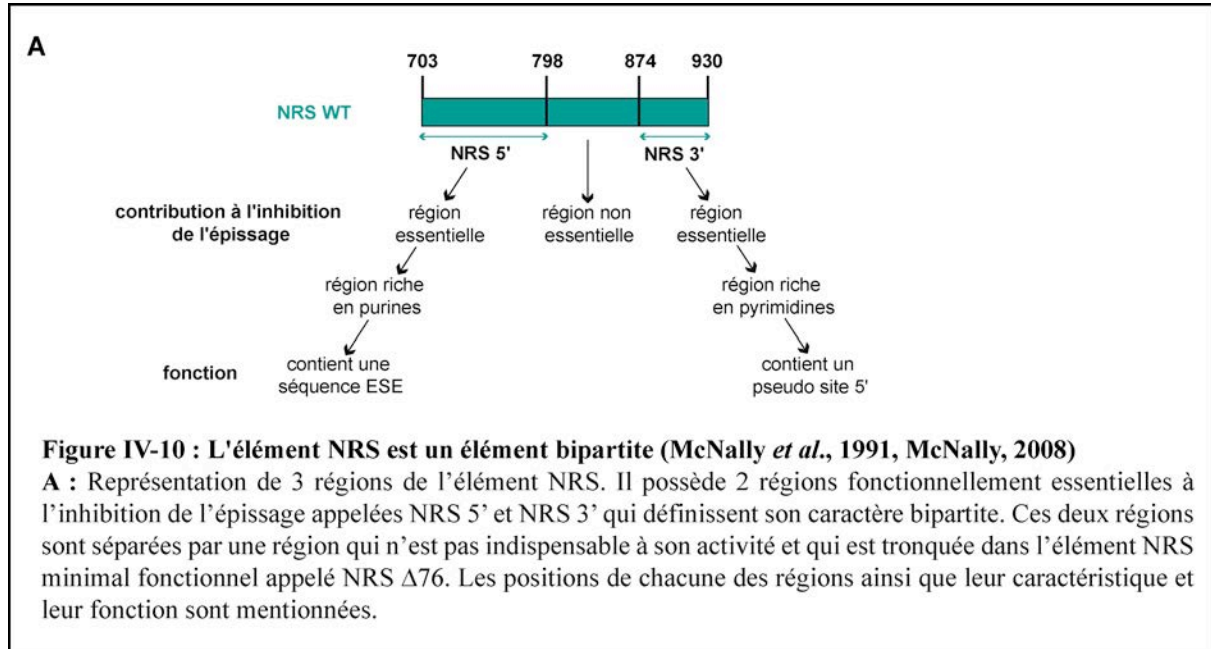 A
703 798 874 930
NRS WT
NRS 5' NRS 3'
contribution à l'inhibition
de l'épissage
région
essentielle
région non
essentielle
région
essentielle
région riche
en purines
région riche
en pyrimidines
fonction
contient une
séquence ESE
contient un
pseudo site 5'
Figure IV-10 : L'élément NRS est un élément bipartite (McNally et al., 1991, McNally, 2008)
A : Représentation de 3 régions de l’élément NRS. Il possède 2 régions fonctionnellement essentielles à
l’inhibition de l’épissage appelées NRS 5’ et NRS 3’ qui définissent son caractère bipartite. Ces deux régions
sont séparées par une région qui n’est pas indispensable à son activité et qui est tronquée dans l’élément NRS
minimal fonctionnel appelé NRS Δ76. Les positions de chacune des régions ainsi que leur caractéristique et
leur fonction sont mentionnées.